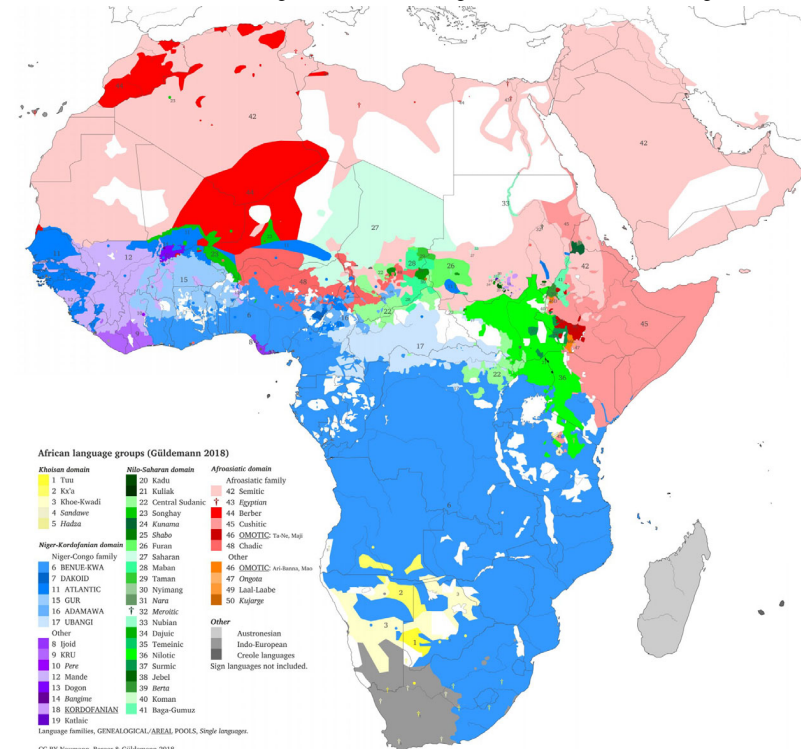 42
42
27
33
12
15
26
28
48
42
45
22
17
22
36
6
8
2
3
3
1
African language groups (Güldemann 2018)
Khoisan domain
1 Tuu
2 Kx'a
3 Khoe-Kwadi
4 Sandawe
5 Hadza
Niger-Kordofanian domain
Niger-Congo family
6 BENUE-KWA
7 DAKOID
11 ATLANTIC
15 GUR
16 ADAMAWA
17 UBANGI
Other
8 Ijoid
9 KRU
10 Pere
12 Mande
13 Dogon
14 Bangime
18 KORDOFANIAN
19 Katlaic
Nilo-Saharan domain
20 Kadu
21 Kuliak
22 Central Sudanic
23 Songhay
24 Kunama
25 Shabo
26 Furan
27 Saharan
28 Maban
29 Taman
30 Nyimang
31 Nara
† 32 Meroitic
33 Nubian
34 Dajuic
35 Temeinic
36 Nilotic
37 Surmic
38 Jebel
39 Berta
40 Koman
41 Baga-Gumuz
Afroasiatic domain
Afroasiatic family
42 Semitic
† 43 Egyptian
44 Berber
45 Cushitic
46 OMOTIC: Ta-Ne, Maji
48 Chadic
Other
46 OMOTIC: Ari-Banna, Mao
47 Ongota
49 Laal-Laabe
50 Kujarge
Other
Austronesian
Indo-European
Creole languages
Sign languages not included.
Language families, GENEALOGICAL/AREAL POOLS, Single languages.